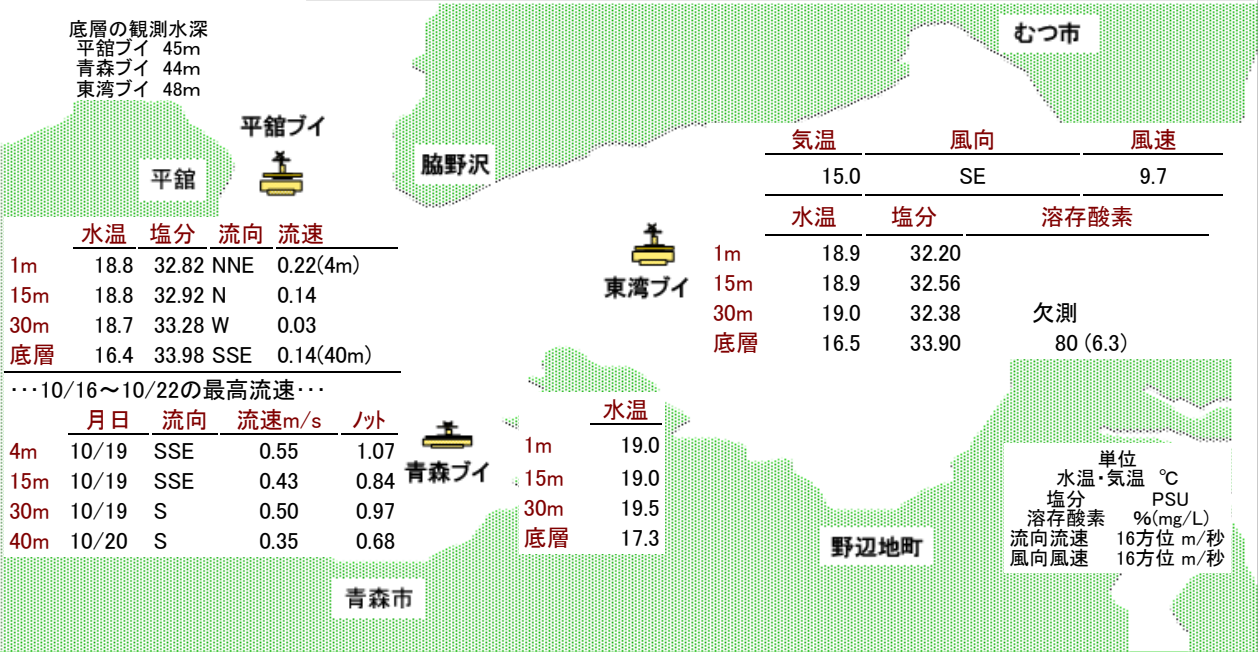 底層の観測水深
平舘ブイ 45m
青森ブイ 44m
東湾ブイ 48m
むつ市
平舘ブイ
脇野沢
平舘
気温 風向 風速
15.0 SE 9.7
水温 塩分 溶存酸素
1m 18.9 32.20
15m 18.9 32.56
30m 19.0 32.38 欠測
底層 16.5 33.90 80 (6.3)
東湾ブイ
水温 塩分 流向 流速
1m 18.8 32.82 NNE 0.22(4m)
15m 18.8 32.92 N 0.14
30m 18.7 33.28 W 0.03
底層 16.4 33.98 SSE 0.14(40m)
･･･10/16～10/22の最高流速･･･
月日 流向 流速m/s ﾉｯﾄ
4m 10/19 SSE 0.55 1.07
15m 10/19 SSE 0.43 0.84
30m 10/19 S 0.50 0.97
40m 10/20 S 0.35 0.68
青森ブイ
水温
1m 19.0
15m 19.0
30m 19.5
底層 17.3
単位
水温・気温 ℃
塩分 PSU
溶存酸素 %(mg/L)
流向流速 16方位 m/秒
風向風速 16方位 m/秒
野辺地町
青森市